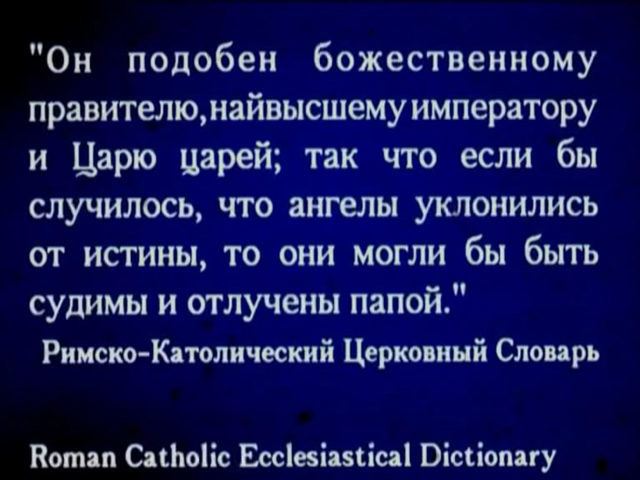 "Он подобен божественному
правителю,найвысшему императору
и Царю царей; так что если бы
случилось, что ангелы уклонились
от истины, то они могли бы быть
судимы и отлучены папой."
Римско-Католический Церковный Словарь
Roman Catholic Ecclesiastical Dictionary